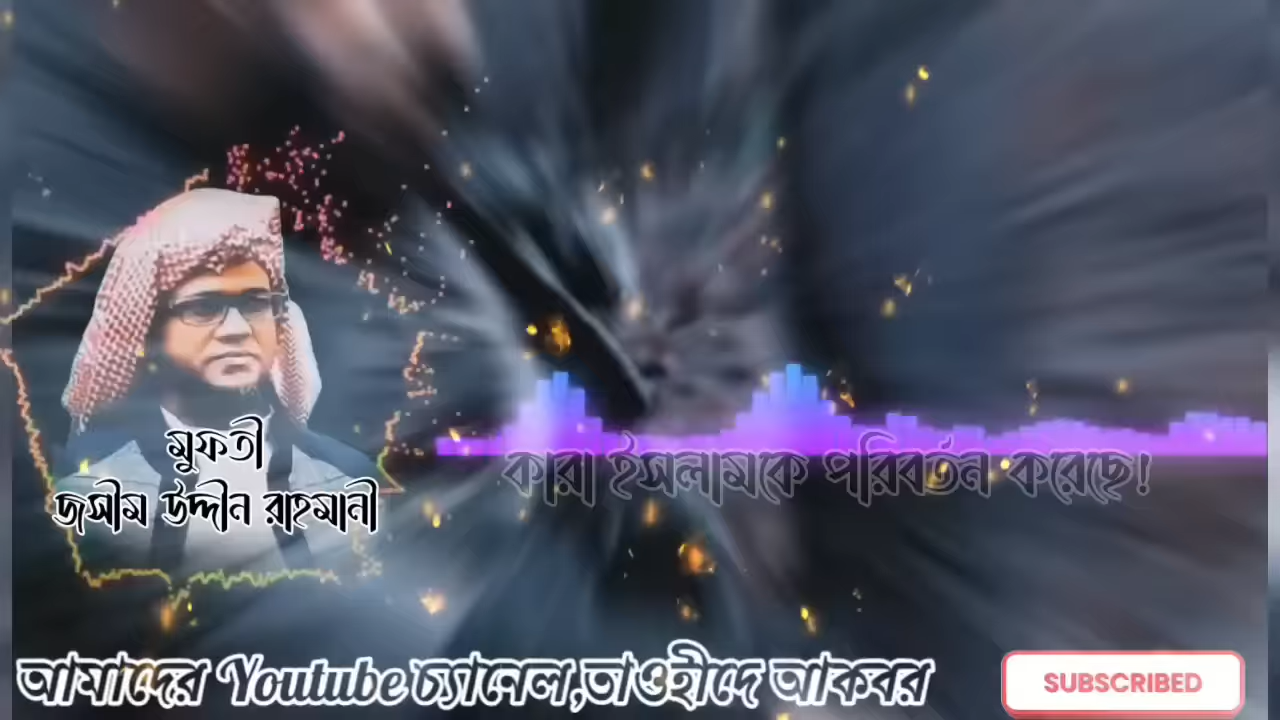 মুফতী
জসীম উদ্দীন রাহমানী
কারা ইসলামকে পরিবর্তন করেছে!
আমাদের Youtube চ্যানেল,তাওহীদে আকবর
SUBSCRIBED